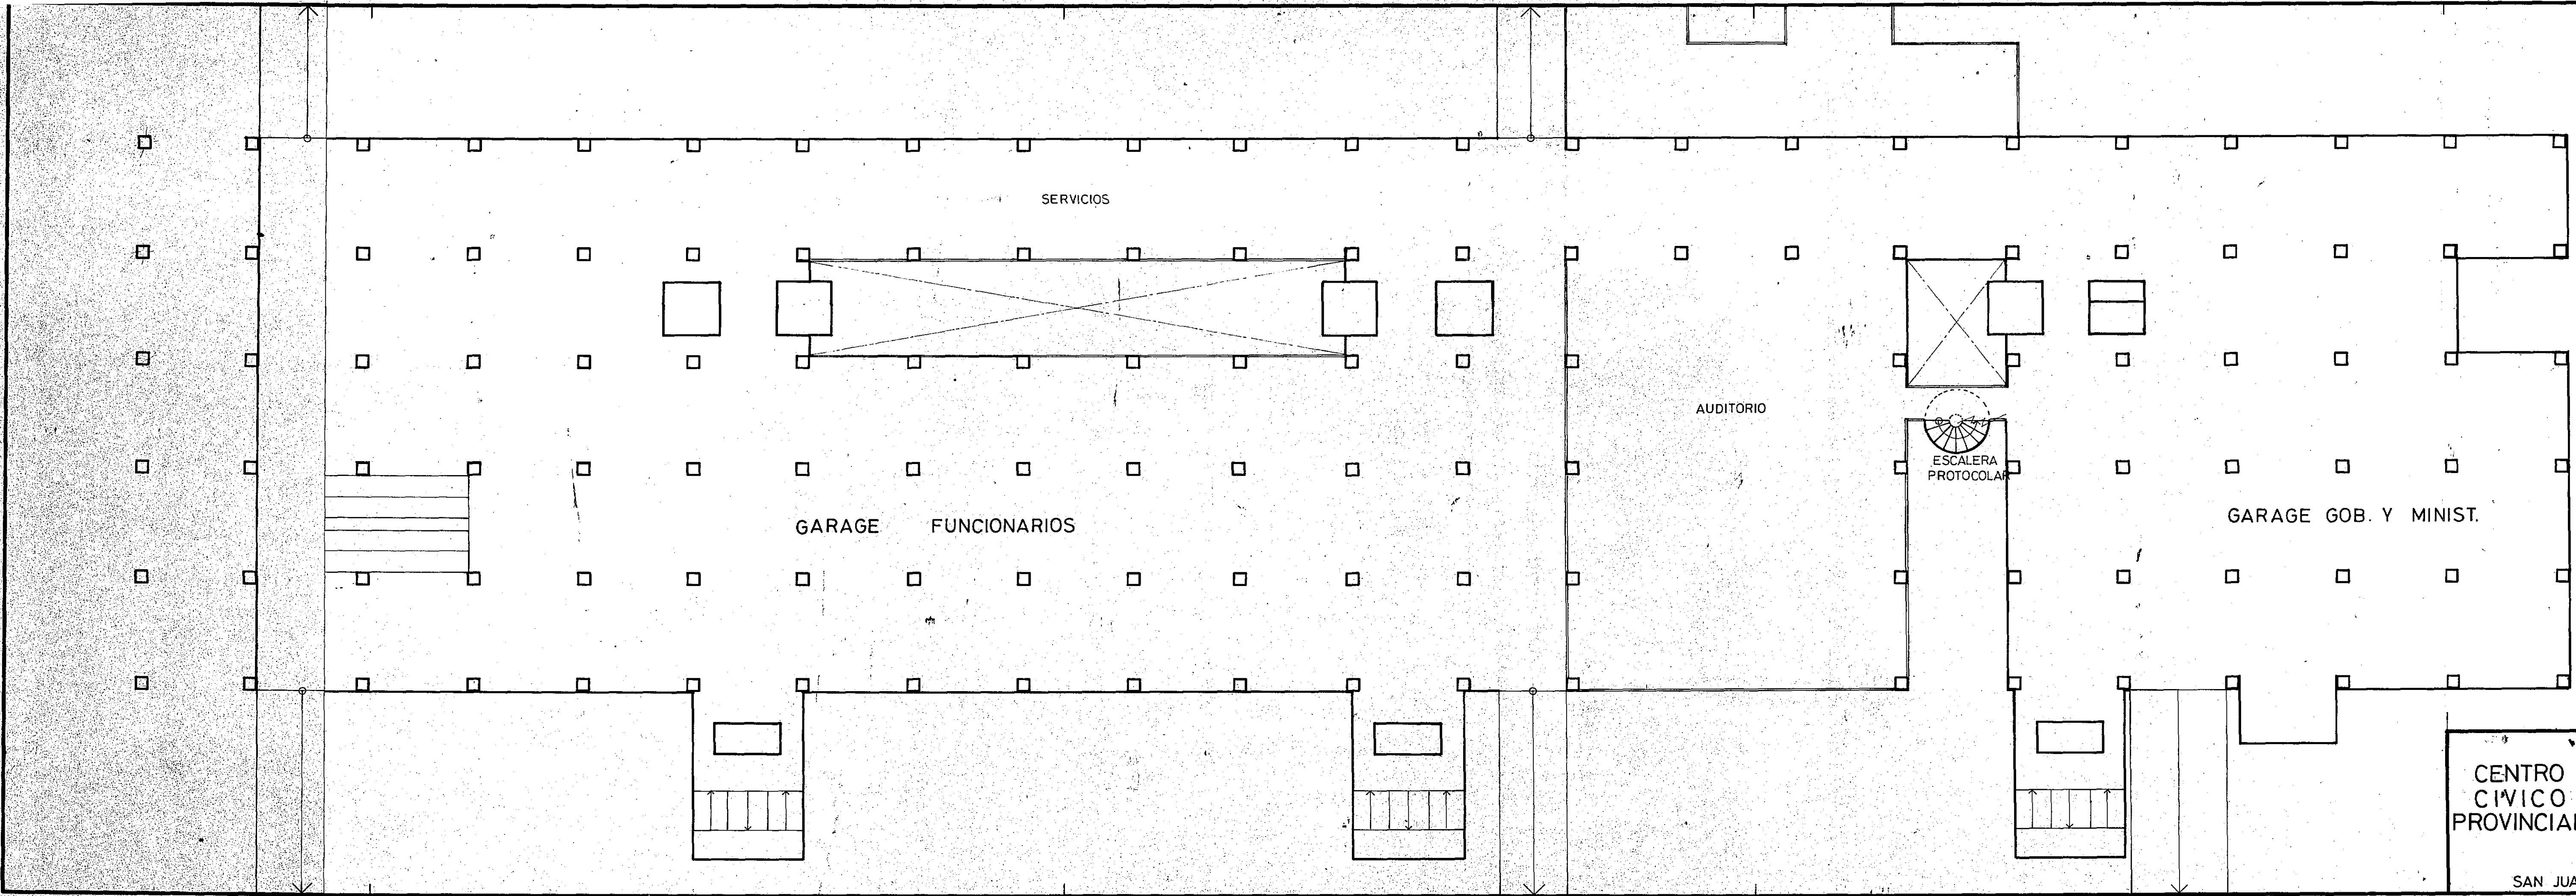 SERVICIOS
AUDITORIO
ESCALERA
PROTOCOLAR
GARAGE FUNCIONARIOS
GARAGE GOB. Y MINIST.
CENTRO
CIVICO
PROVINCIAL
SAN JUA